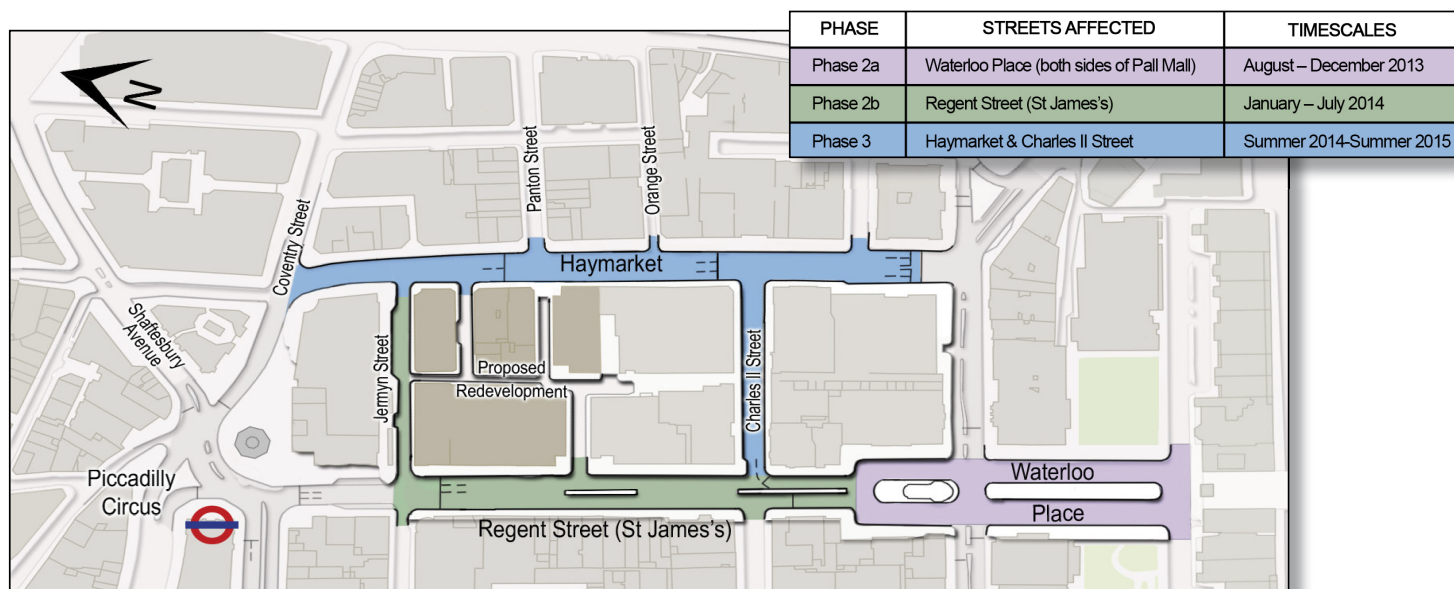 PHASE STREETS AFFECTED TIMESCALES
Phase 2a Waterloo Place (both sides of Pall Mall) August – December 2013
Phase 2b Regent Street (St James's) January – July 2014
Phase 3 Haymarket & Charles II Street Summer 2014-Summer 2015
N
Panton Street
Orange Street
Coventry Street
Haymarket
Shaftesbury
Avenue
Jermyn Street
Proposed
Redevelopment
Charles II Street
Piccadilly
Circus
Waterloo
Place
Regent Street (St James's)